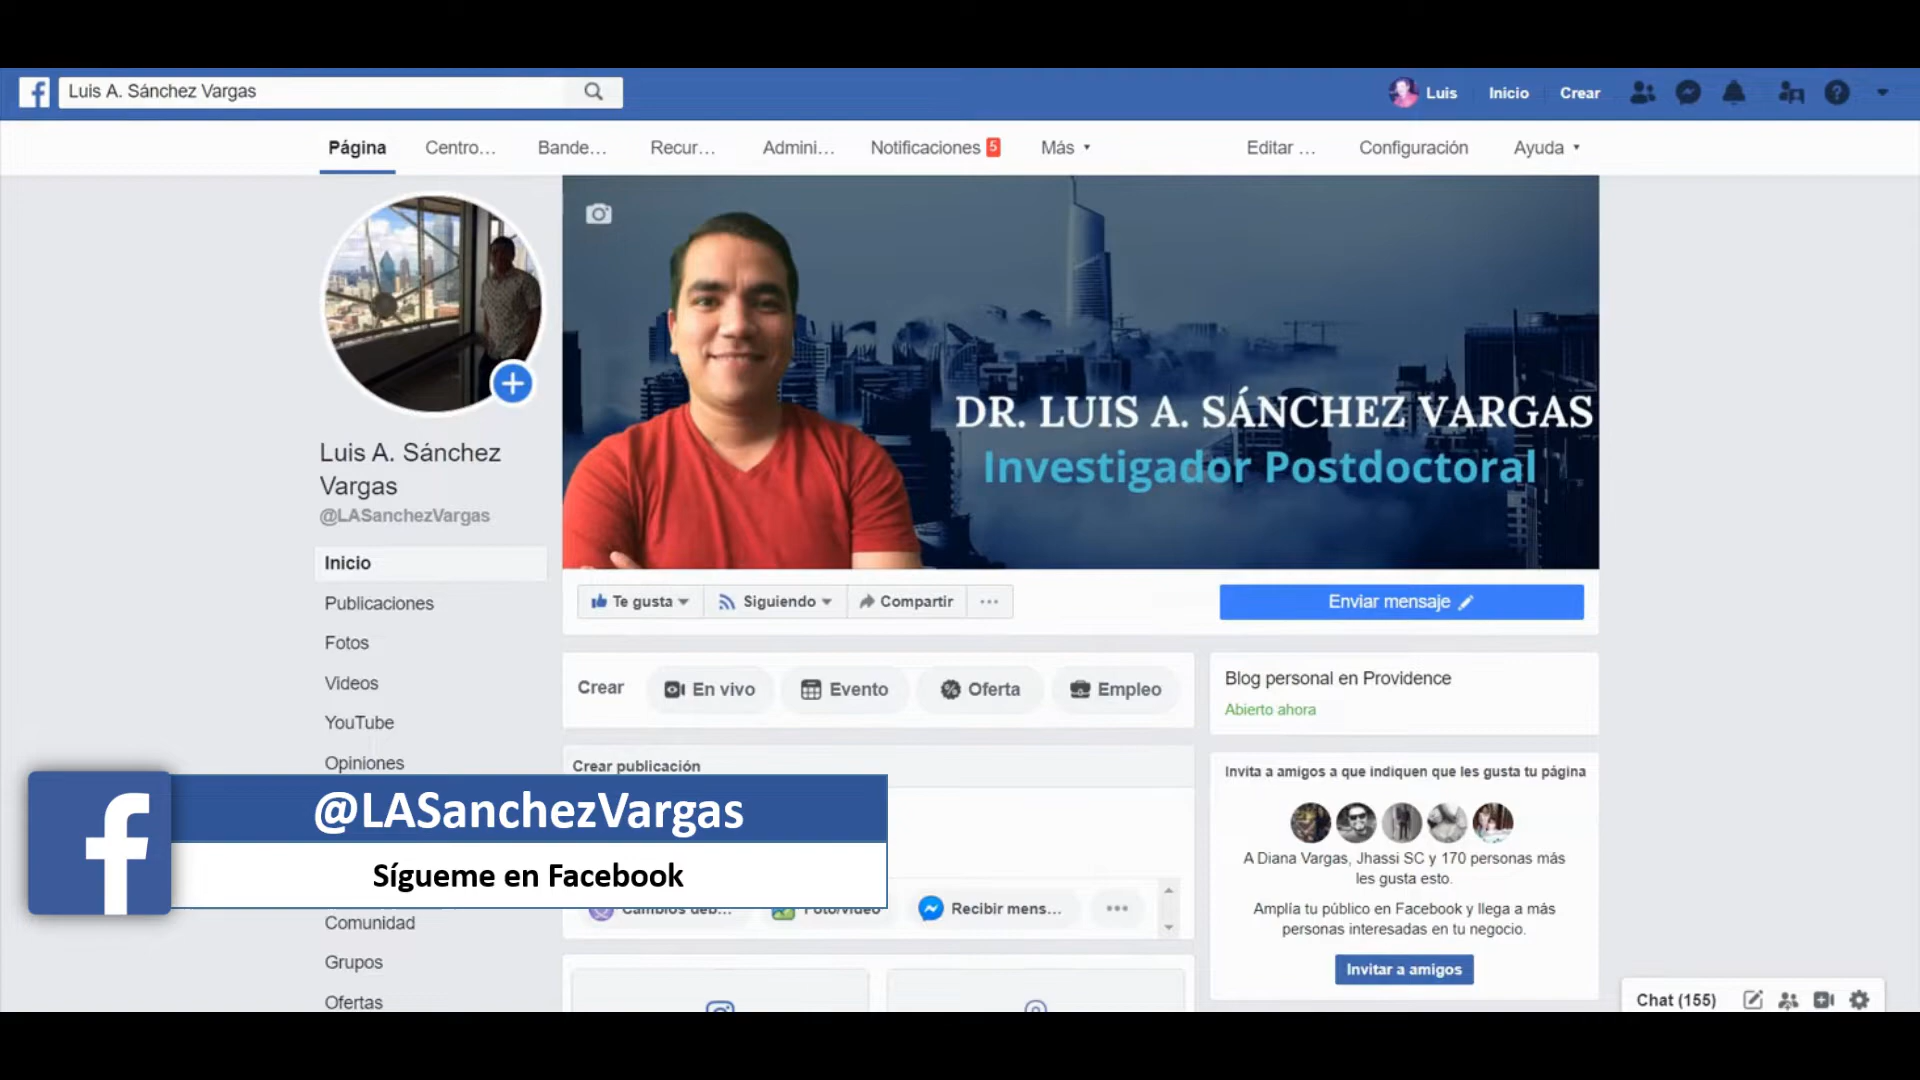 Luis A. Sánchez Vargas
Luis
Inicio
Crear
Página
Centro...
Bande...
Recur...
Admini...
Notificaciones 5
Más
Editar ...
Configuración
Ayuda
DR. LUIS A. SÁNCHEZ VARGAS
Investigador Postdoctoral
Luis A. Sánchez
Vargas
@LASanchezVargas
Inicio
Publicaciones
Fotos
Videos
YouTube
Opiniones
Comunidad
Grupos
Ofertas
Te gusta
Siguiendo
Compartir
Enviar mensaje
Crear
En vivo
Evento
Oferta
Empleo
Crear publicación
Foto/video
Recibir mens...
Blog personal en Providence
Abierto ahora
Invita a amigos a que indiquen que les gusta tu página
A Diana Vargas, Jhassi SC y 170 personas más
les gusta esto.
Amplía tu público en Facebook y llega a más
personas interesadas en tu negocio.
Invitar a amigos
@LASanchezVargas
Sígueme en Facebook
Chat (155)